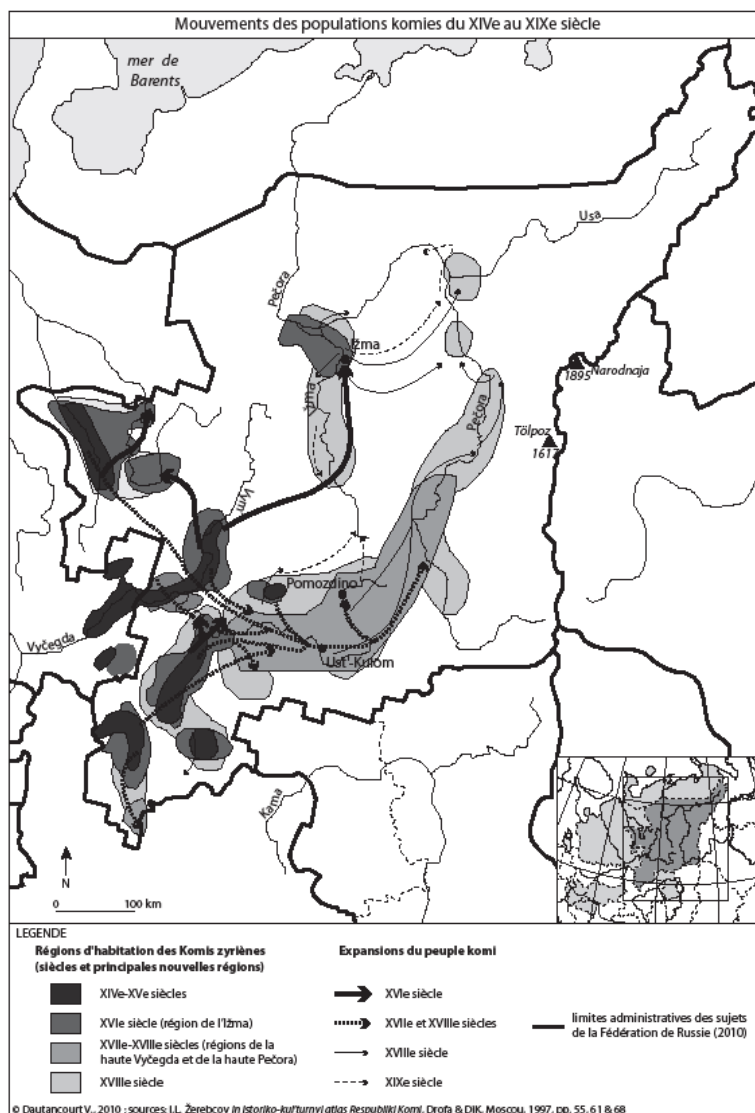 Mouvements des populations komies du XIVe au XIXe siècle
mer de
Barents
Usa
Pečora
Ižma
Ižma
1895 Narodnaja
Pečora
Tölpoz
1617
Vym
Pomozdino
Vyčegda
Ust'-Kulom
Kama
N
0 100 km
LEGENDE
Régions d'habitation des Komis zyriènes
(siècles et principales nouvelles régions)
XIVe-XVe siècles
XVIe siècle (région de l'Ižma)
XVIIe-XVIIIe siècles (régions de la
haute Vyčegda et de la haute Pečora)
XVIIIe siècle
Expansions du peuple komi
XVIe siècle
XVIIe et XVIIIe siècles
XVIIIe siècle
XIXe siècle
limites administratives des sujets
de la Fédération de Russie (2010)
© Dautancourt V., 2010 ; sources: I.L. Žerebcov in Istoriko-kul'turnyj atlas Respubliki Komi, Drofa & DIK, Moscou, 1997, pp. 55, 61 & 68